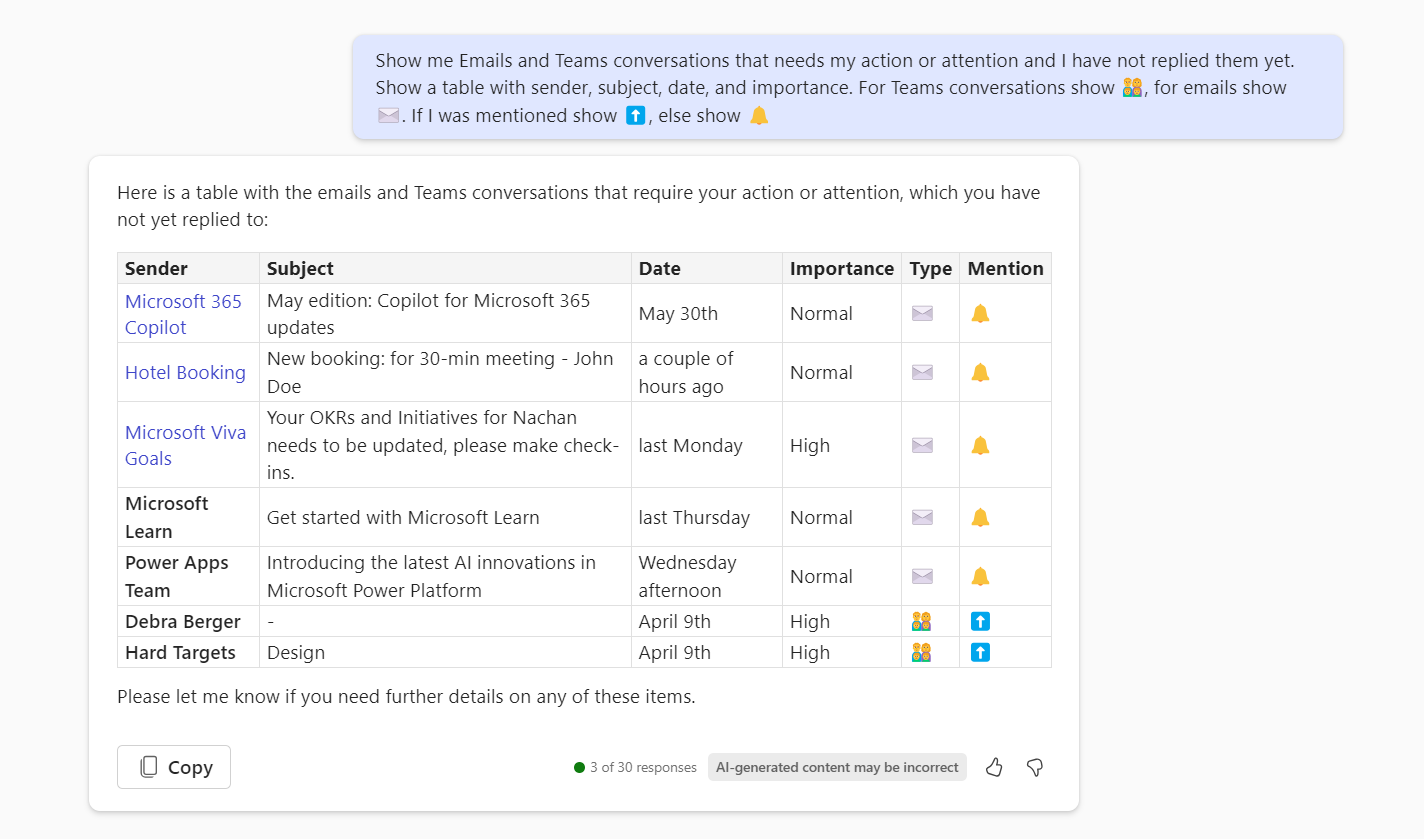 Show me Emails and Teams conversations that needs my action or attention and I have not replied them yet.
Show a table with sender, subject, date, and importance. For Teams conversations show 👨‍👩‍👧‍👦, for emails show
✉️. If I was mentioned show ⬆️, else show 🔔
Here is a table with the emails and Teams conversations that require your action or attention, which you have
not yet replied to:
Sender Subject Date Importance Type Mention
Microsoft 365
Copilot
May edition: Copilot for Microsoft 365
updates
May 30th
Normal
✉️
🔔
Hotel Booking
New booking: for 30-min meeting - John
Doe
a couple of
hours ago
Normal
✉️
🔔
Microsoft Viva
Goals
Your OKRs and Initiatives for Nachan
needs to be updated, please make check-
ins.
last Monday
High
✉️
🔔
Microsoft
Learn
Get started with Microsoft Learn
last Thursday
Normal
✉️
🔔
Power Apps
Team
Introducing the latest AI innovations in
Microsoft Power Platform
Wednesday
afternoon
Normal
✉️
🔔
Debra Berger - April 9th High 👨‍👩‍👧‍👦 ⬆️
Hard Targets Design April 9th High 👨‍👩‍👧‍👦 ⬆️
Please let me know if you need further details on any of these items.
Copy
3 of 30 responses
AI-generated content may be incorrect